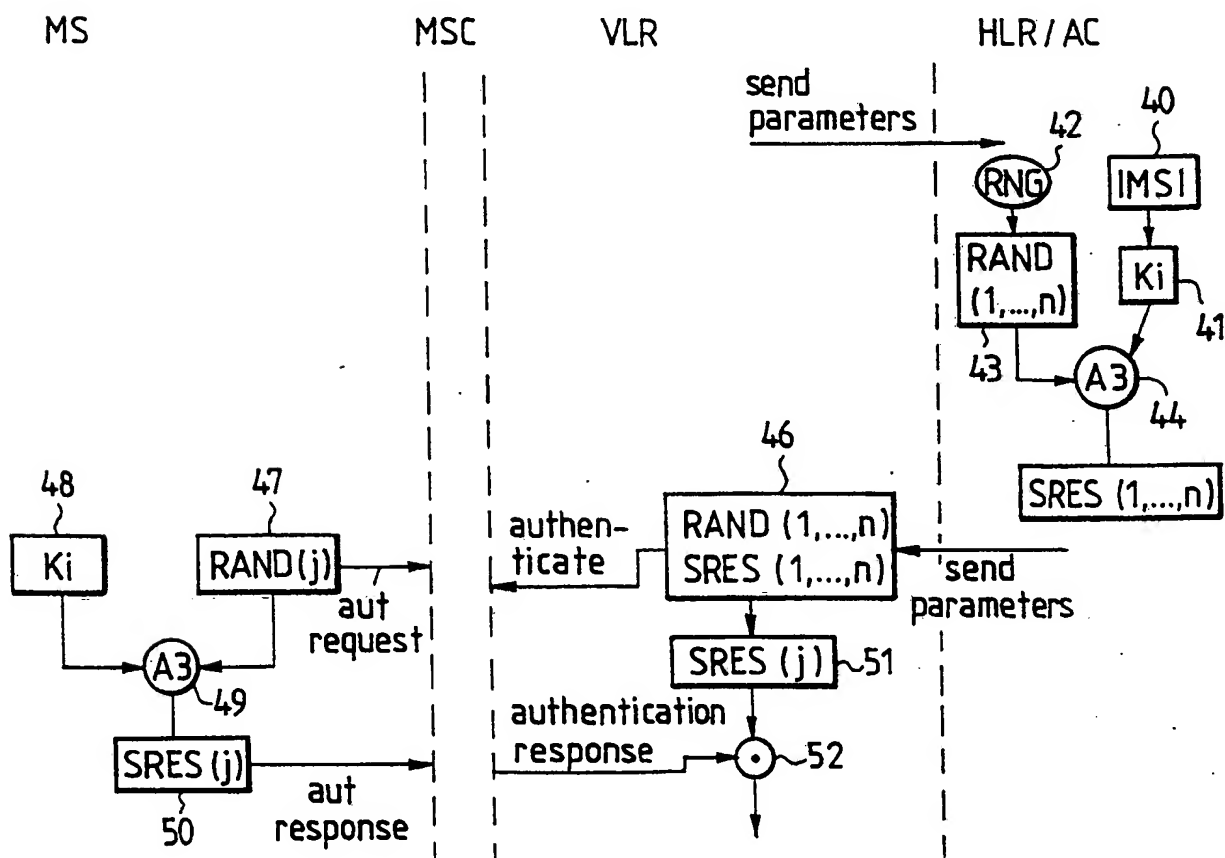 MS
MSC
VLR
HLR / AC
send
parameters
42
40
RNG
IMSI
RAND
(1,...,n)
Ki
43
41
A3
44
SRES (1,...,n)
46
RAND (1,...,n)
SRES (1,...,n)
authen-
ticate
send
parameters
48
47
Ki
RAND(j)
aut
request
A3
49
SRES (j)
51
authentication
response
52
SRES (j)
50
aut
response